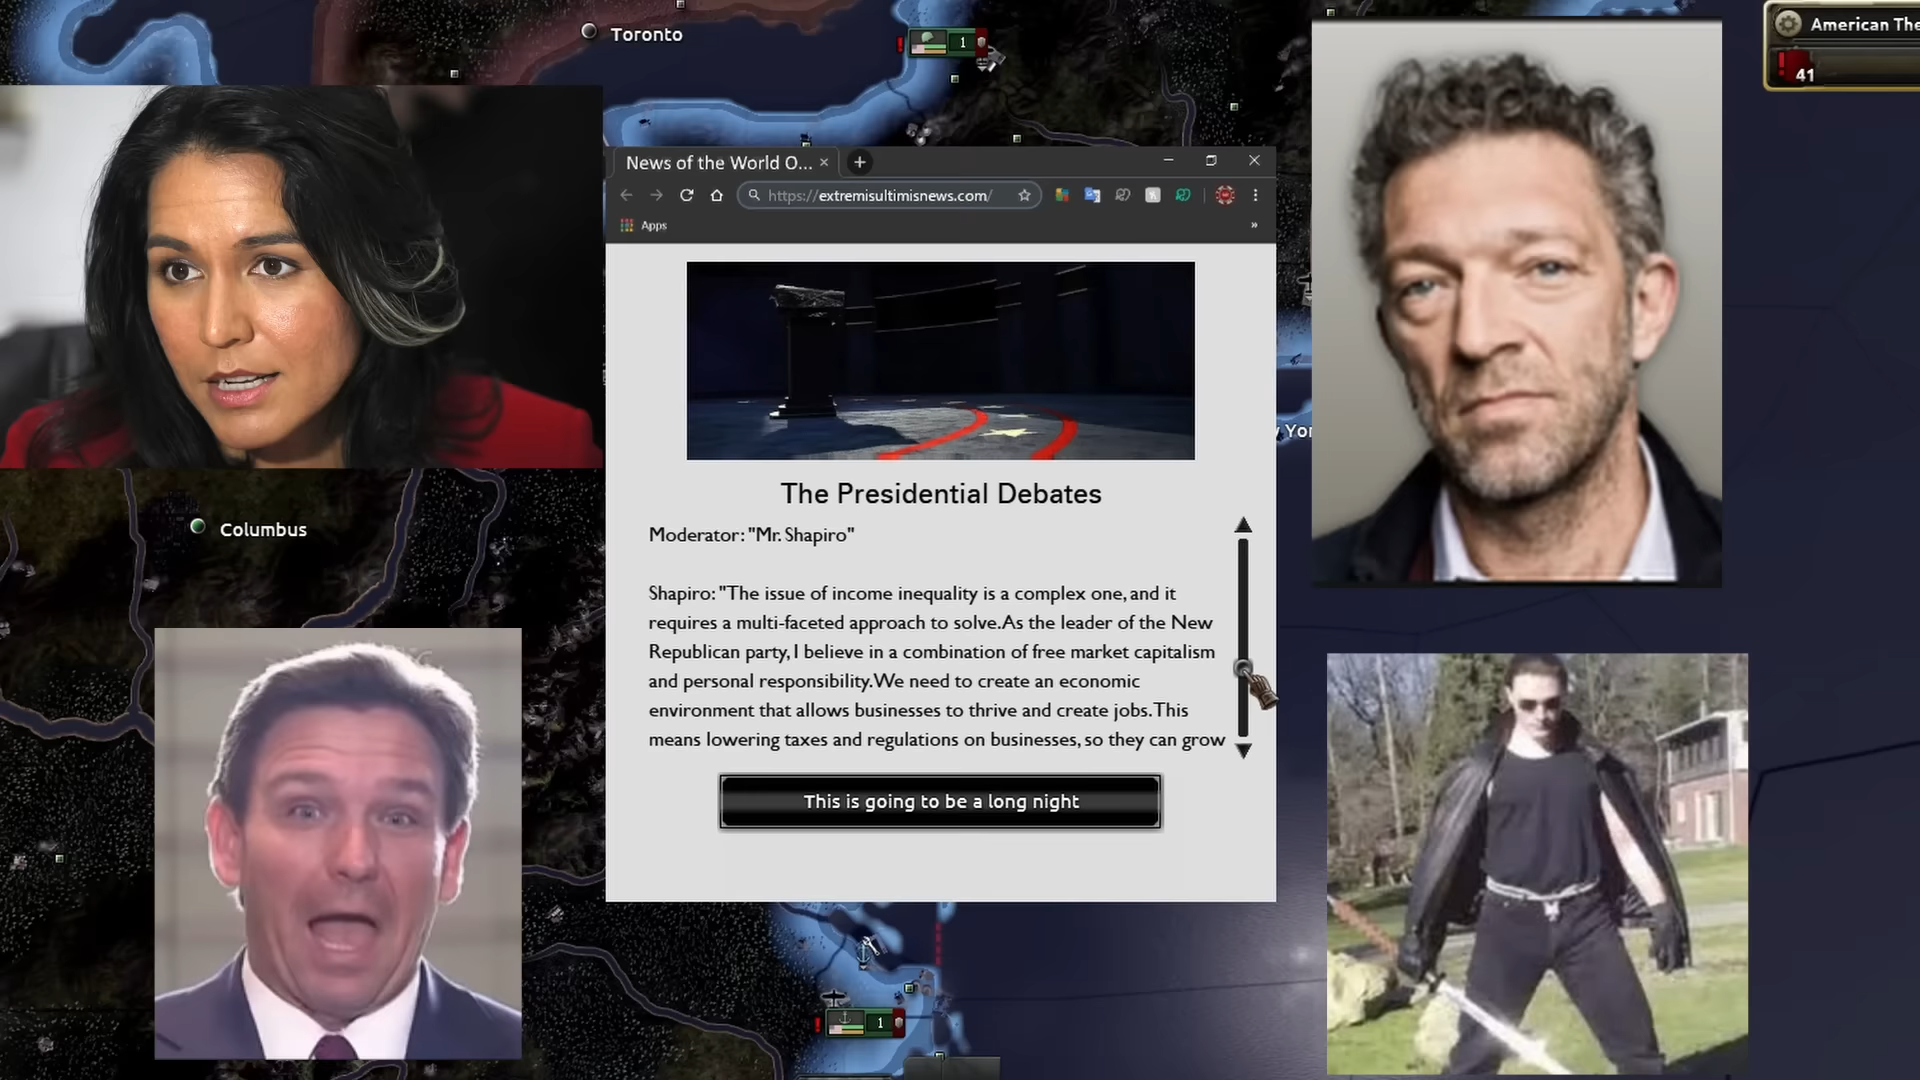 Toronto
1
American The
41
News of the World O...
https://extremisultimisnews.com/
Apps
The Presidential Debates
Moderator: "Mr. Shapiro"
Shapiro: "The issue of income inequality is a complex one, and it
requires a multi-faceted approach to solve.As the leader of the New
Republican party, I believe in a combination of free market capitalism
and personal responsibility.We need to create an economic
environment that allows businesses to thrive and create jobs.This
means lowering taxes and regulations on businesses, so they can grow
This is going to be a long night
Columbus
Yor
1